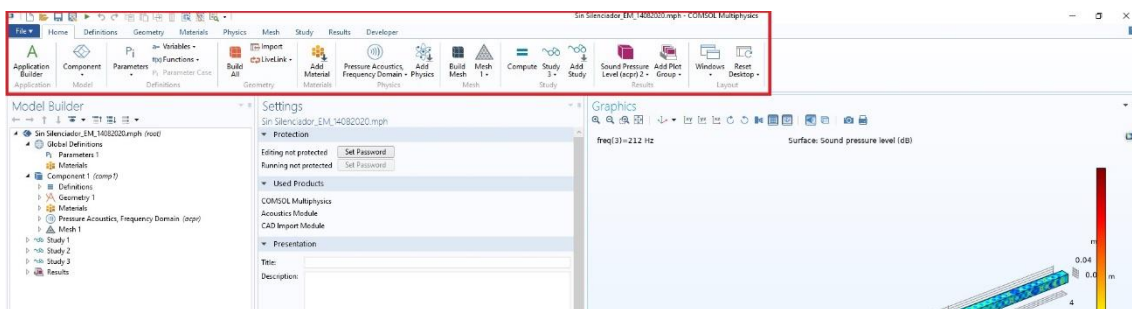 Sin Silenciador_EM_14082020.mph - COMSOL Multiphysics
File Home Definitions Geometry Materials Physics Mesh Study Results Developer
Application Builder
Component
Parameters
a= Variables
f(x) Functions
Pi Parameter Case
Build All
Import
LiveLink
Add Material
Pressure Acoustics, Frequency Domain
Add Physics
Build Mesh
Mesh 1
Compute
Study 3
Add Study
Sound Pressure Level (acpr) 2
Add Plot Group
Windows
Reset Desktop
Application Model Definitions Geometry Materials Physics Mesh Study Results Layout
Model Builder
Sin Silenciador_EM_14082020.mph (root)
Global Definitions
Pi Parameters 1
Materials
Component 1 (comp1)
Definitions
Geometry 1
Materials
Pressure Acoustics, Frequency Domain (acpr)
Mesh 1
Study 1
Study 2
Study 3
Results
Settings
Sin Silenciador_EM_14082020.mph
Protection
Editing not protected Set Password
Running not protected Set Password
Used Products
COMSOL Multiphysics
Acoustics Module
CAD Import Module
Presentation
Title:
Description:
Graphics
freq(3)=212 Hz Surface: Sound pressure level (dB)
m
0.04
m
4